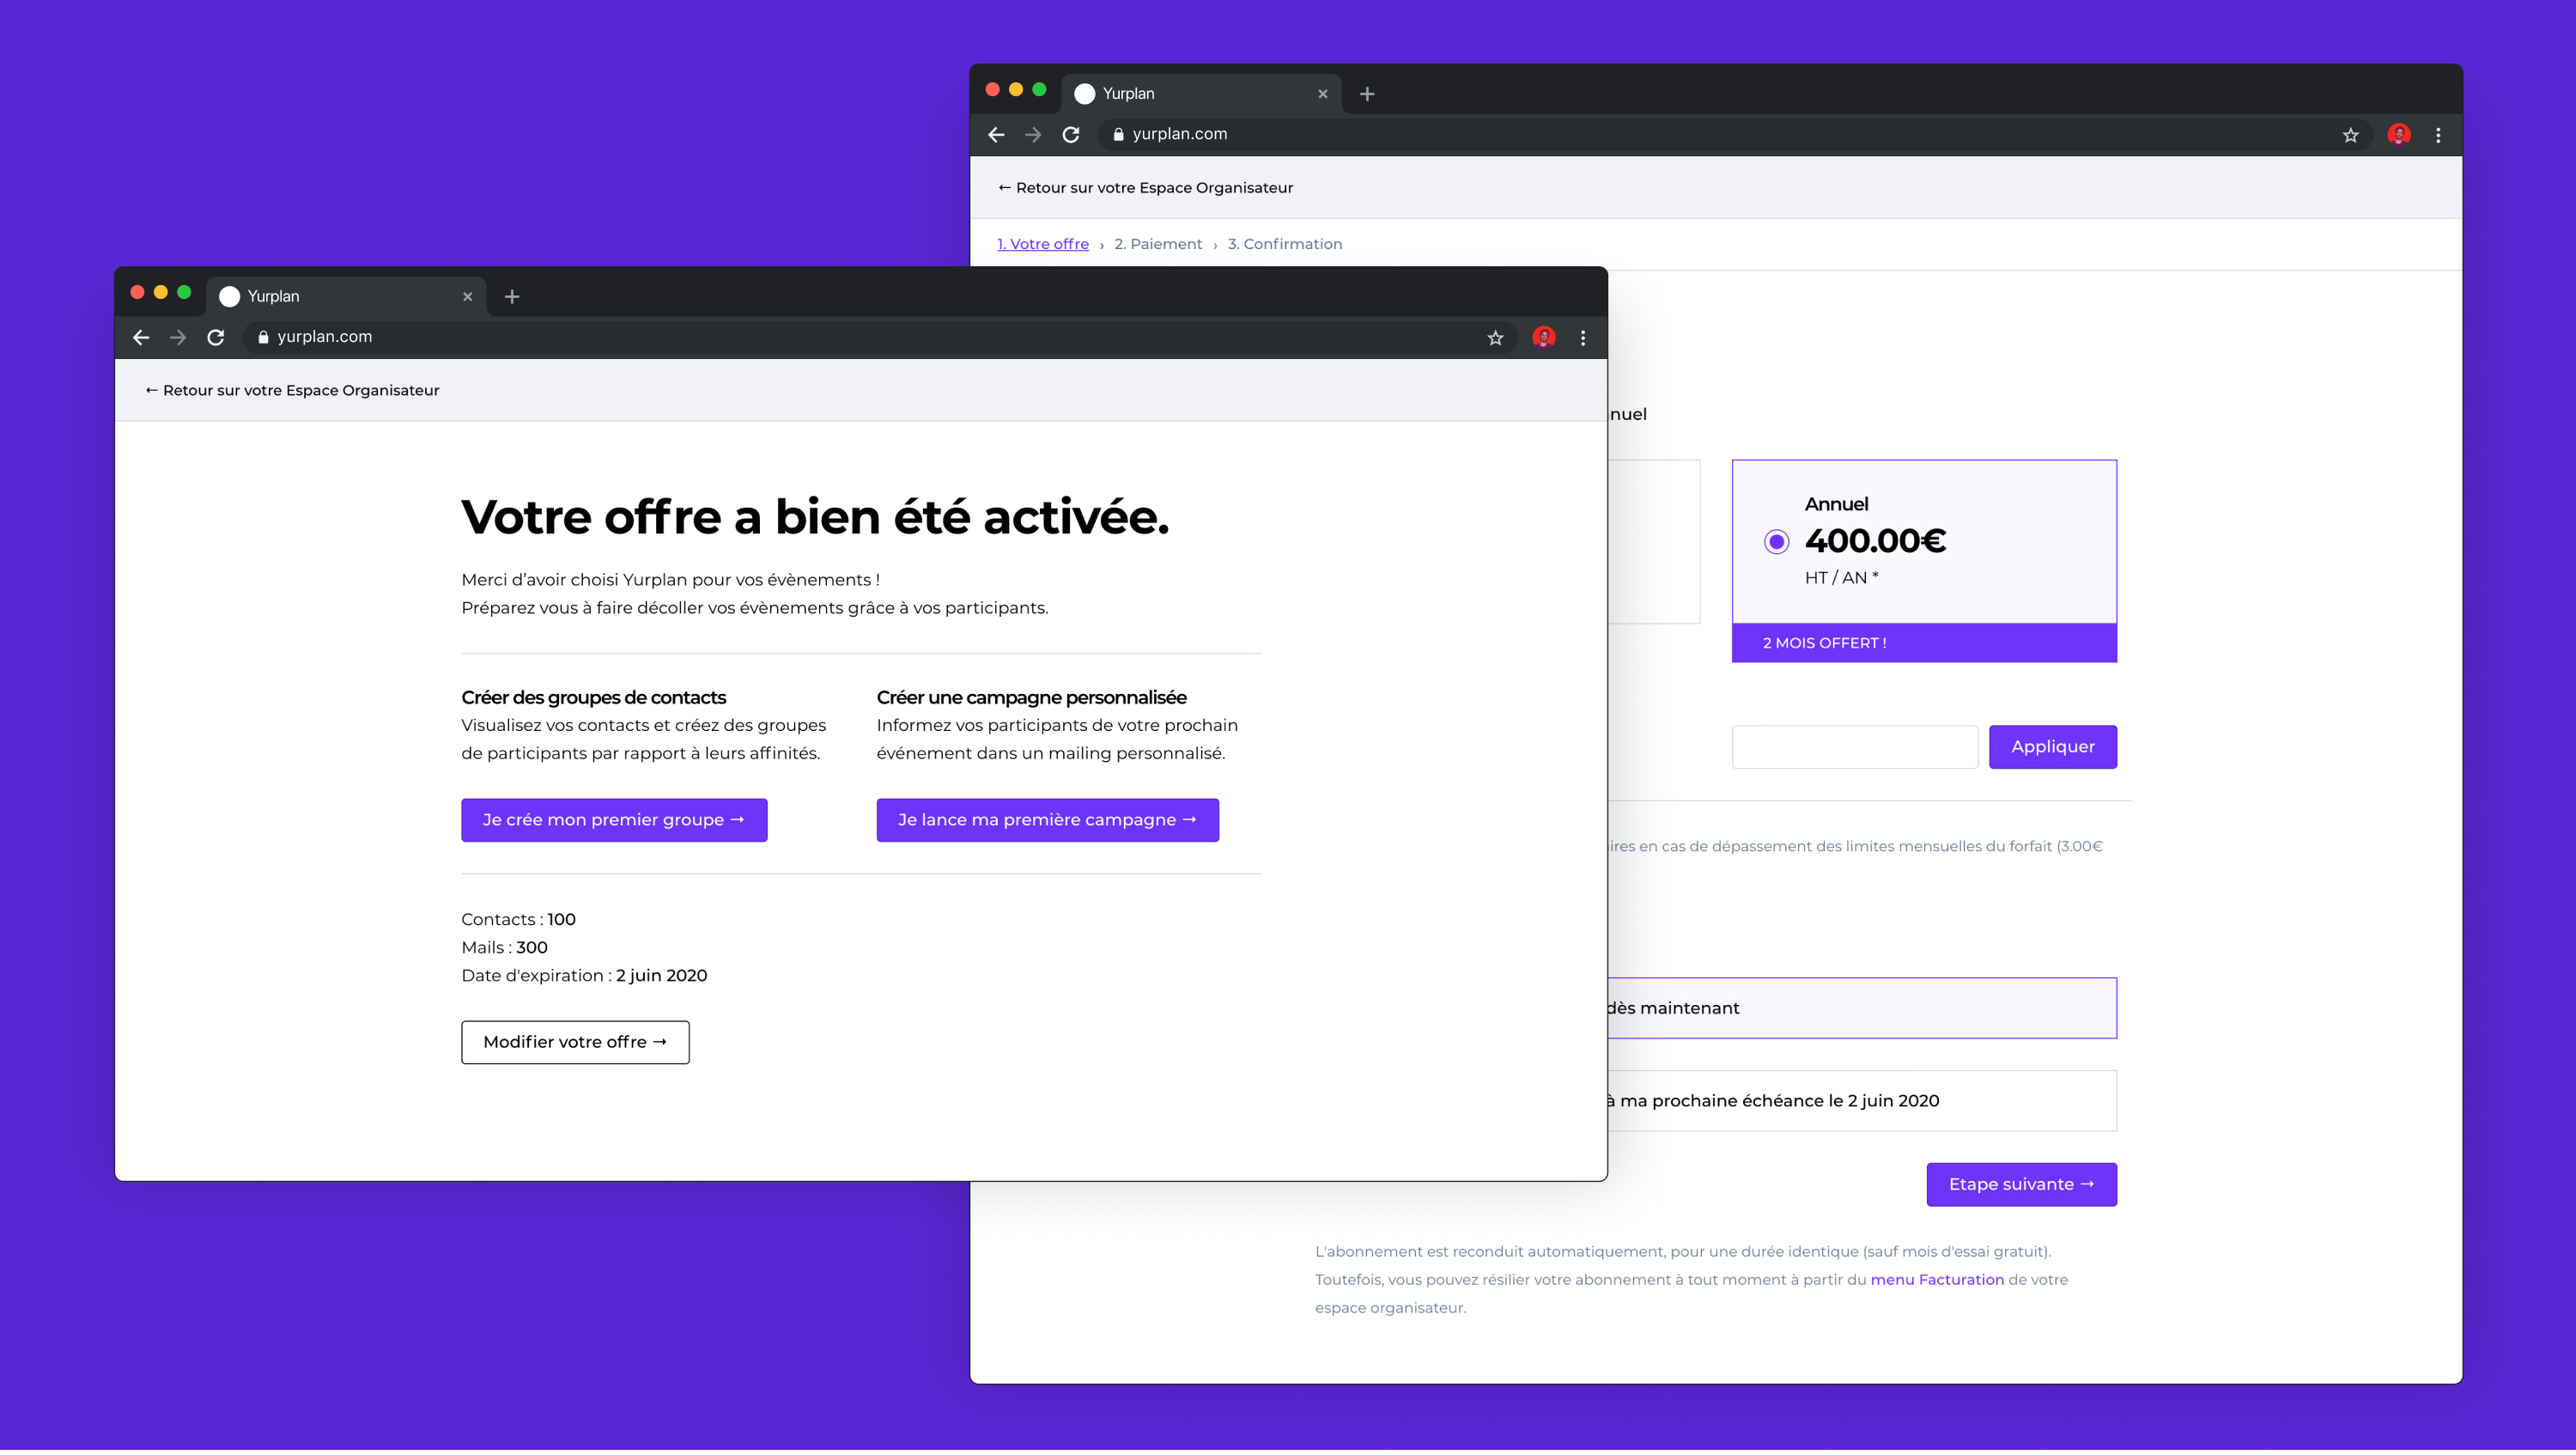 Yurplan
yurplan.com
← Retour sur votre Espace Organisateur
1. Votre offre › 2. Paiement › 3. Confirmation
Annuel
400.00€
HT / AN *
2 MOIS OFFERT !
Appliquer
en cas de dépassement des limites mensuelles du forfait (3.00€
dès maintenant
à ma prochaine échéance le 2 juin 2020
Etape suivante →
L'abonnement est reconduit automatiquement, pour une durée identique (sauf mois d'essai gratuit).
Toutefois, vous pouvez résilier votre abonnement à tout moment à partir du menu Facturation de votre
espace organisateur.
Yurplan
yurplan.com
← Retour sur votre Espace Organisateur
Votre offre a bien été activée.
Merci d’avoir choisi Yurplan pour vos évènements !
Préparez vous à faire décoller vos évènements grâce à vos participants.
Créer des groupes de contacts
Visualisez vos contacts et créez des groupes
de participants par rapport à leurs affinités.
Je crée mon premier groupe →
Créer une campagne personnalisée
Informez vos participants de votre prochain
événement dans un mailing personnalisé.
Je lance ma première campagne →
Contacts : 100
Mails : 300
Date d'expiration : 2 juin 2020
Modifier votre offre →